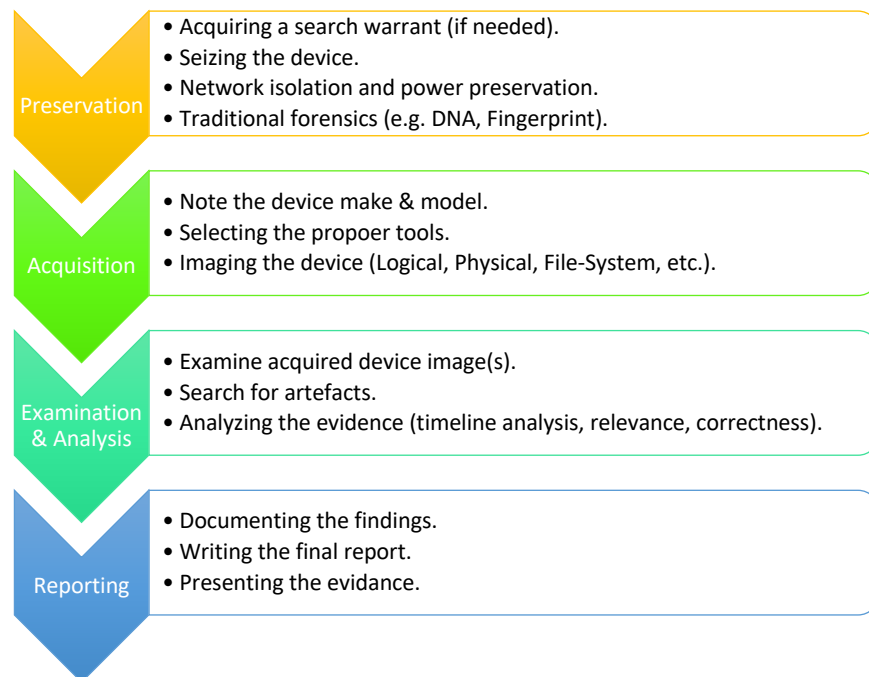 Preservation
• Acquiring a search warrant (if needed).
• Seizing the device.
• Network isolation and power preservation.
• Traditional forensics (e.g. DNA, Fingerprint).
Acquisition
• Note the device make & model.
• Selecting the propoer tools.
• Imaging the device (Logical, Physical, File-System, etc.).
Examination
& Analysis
• Examine acquired device image(s).
• Search for artefacts.
• Analyzing the evidence (timeline analysis, relevance, correctness).
Reporting
• Documenting the findings.
• Writing the final report.
• Presenting the evidance.